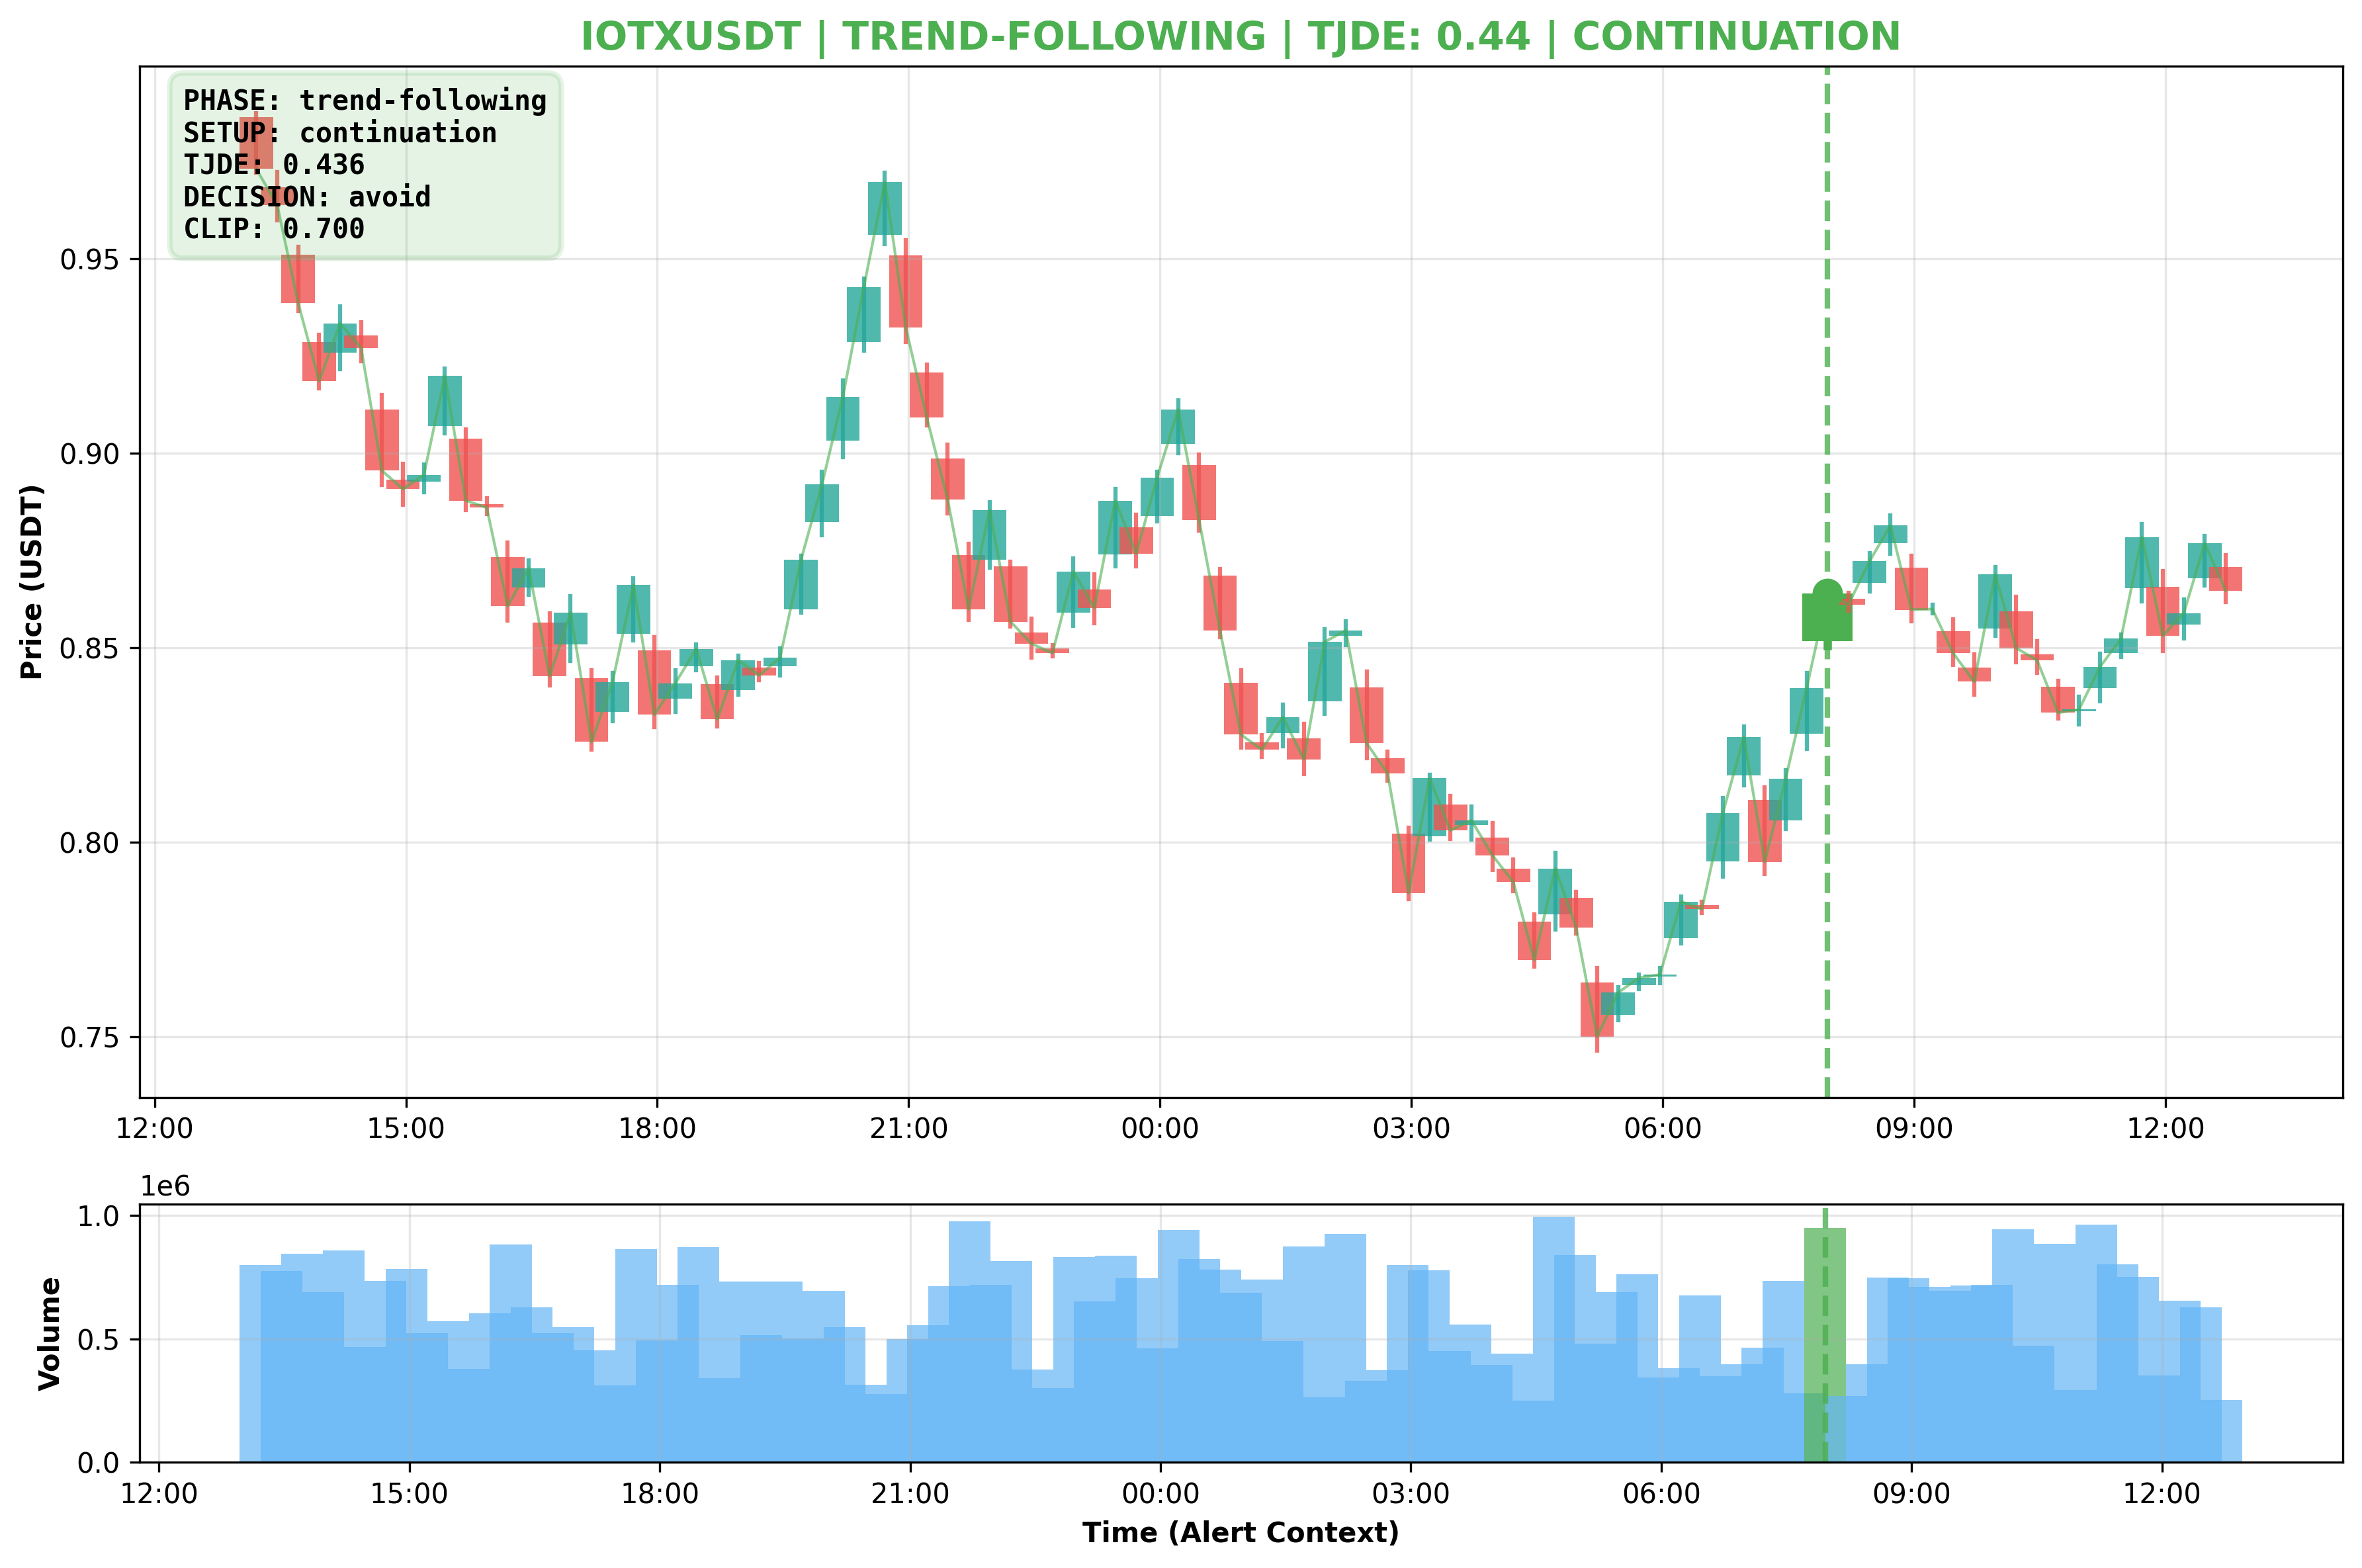 IOTXUSDT | TREND-FOLLOWING | TJDE: 0.44 | CONTINUATION
PHASE: trend-following
SETUP: continuation
TJDE: 0.436
DECISION: avoid
CLIP: 0.700
Price (USDT)
0.95
0.90
0.85
0.80
0.75
12:00 15:00 18:00 21:00 00:00 03:00 06:00 09:00 12:00
1e6
Volume
1.0
0.5
0.0
12:00 15:00 18:00 21:00 00:00 03:00 06:00 09:00 12:00
Time (Alert Context)